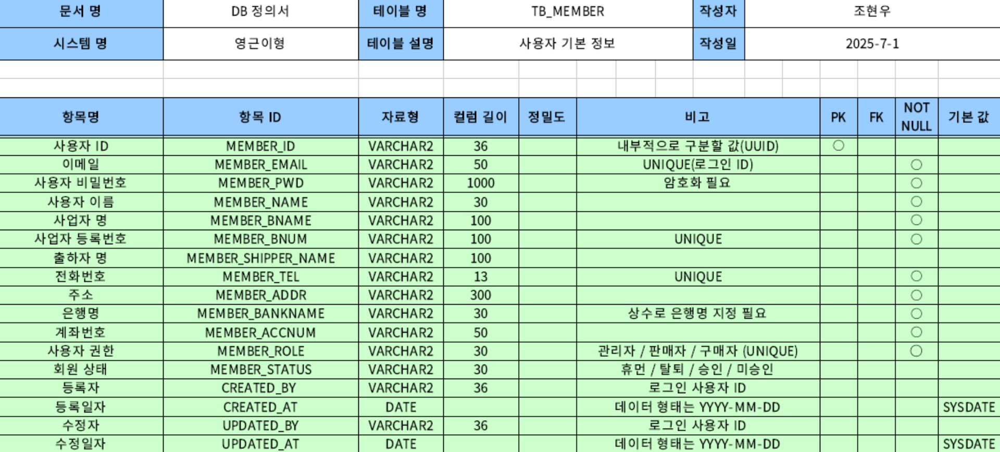 문서 명 DB 정의서 테이블 명 TB_MEMBER 작성자 조현우
시스템 명 영근이형 테이블 설명 사용자 기본 정보 작성일 2025-7-1
항목명 항목 ID 자료형 컬럼 길이 정밀도 비고 PK FK NOT NULL 기본 값
사용자 ID MEMBER_ID VARCHAR2 36 내부적으로 구분할 값(UUID) ○
이메일 MEMBER_EMAIL VARCHAR2 50 UNIQUE(로그인 ID) ○
사용자 비밀번호 MEMBER_PWD VARCHAR2 1000 암호화 필요 ○
사용자 이름 MEMBER_NAME VARCHAR2 30 ○
사업자 명 MEMBER_BNAME VARCHAR2 100 ○
사업자 등록번호 MEMBER_BNUM VARCHAR2 100 UNIQUE ○
출하자 명 MEMBER_SHIPPER_NAME VARCHAR2 100
전화번호 MEMBER_TEL VARCHAR2 13 UNIQUE ○
주소 MEMBER_ADDR VARCHAR2 300 ○
은행명 MEMBER_BANKNAME VARCHAR2 30 상수로 은행명 지정 필요 ○
계좌번호 MEMBER_ACCNUM VARCHAR2 50 ○
사용자 권한 MEMBER_ROLE VARCHAR2 30 관리자 / 판매자 / 구매자 (UNIQUE) ○
회원 상태 MEMBER_STATUS VARCHAR2 30 휴먼 / 탈퇴 / 승인 / 미승인
등록자 CREATED_BY VARCHAR2 36 로그인 사용자 ID
등록일자 CREATED_AT DATE 데이터 형태는 YYYY-MM-DD SYSDATE
수정자 UPDATED_BY VARCHAR2 36 로그인 사용자 ID
수정일자 UPDATED_AT DATE 데이터 형태는 YYYY-MM-DD SYSDATE